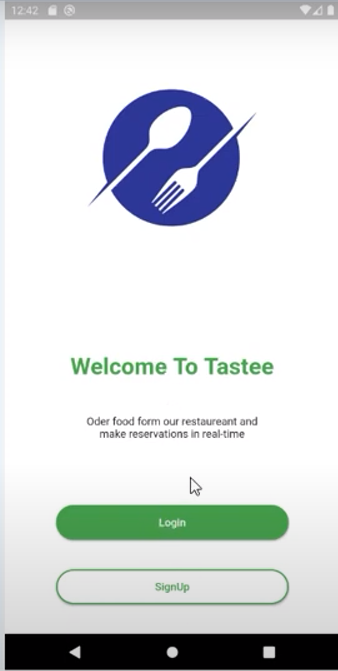 12:42
Welcome To Tastee
Oder food form our restaureant and
make reservations in real-time
Login
SignUp